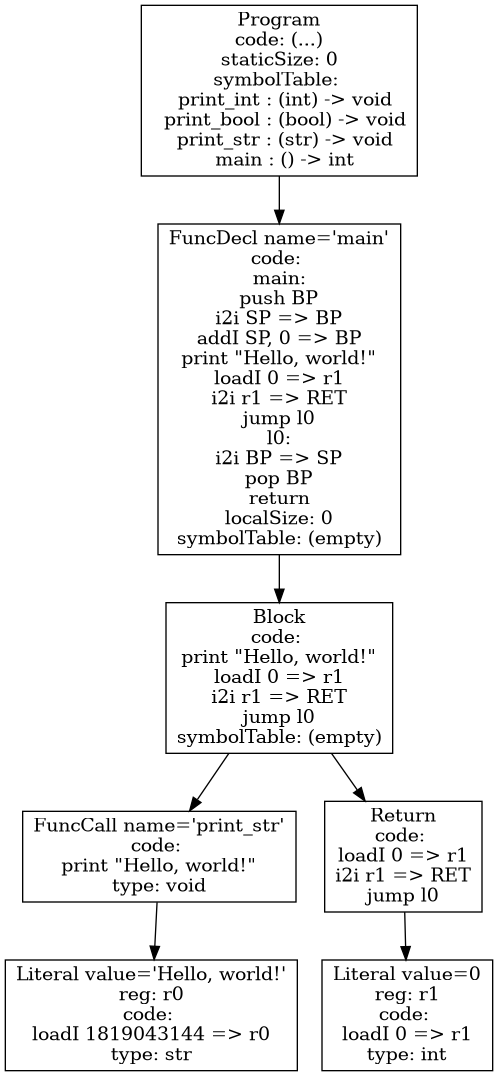 Program
code: (...)
staticSize: 0
symbolTable:
print_int : (int) -> void
print_bool : (bool) -> void
print_str : (str) -> void
main : () -> int
FuncDecl name='main'
code:
main:
push BP
i2i SP => BP
addI SP, 0 => BP
print "Hello, world!"
loadI 0 => r1
i2i r1 => RET
jump l0
l0:
i2i BP => SP
pop BP
return
localSize: 0
symbolTable: (empty)
Block
code:
print "Hello, world!"
loadI 0 => r1
i2i r1 => RET
jump l0
symbolTable: (empty)
FuncCall name='print_str'
code:
print "Hello, world!"
type: void
Return
code:
loadI 0 => r1
i2i r1 => RET
jump l0
Literal value='Hello, world!'
reg: r0
code:
loadI 1819043144 => r0
type: str
Literal value=0
reg: r1
code:
loadI 0 => r1
type: int